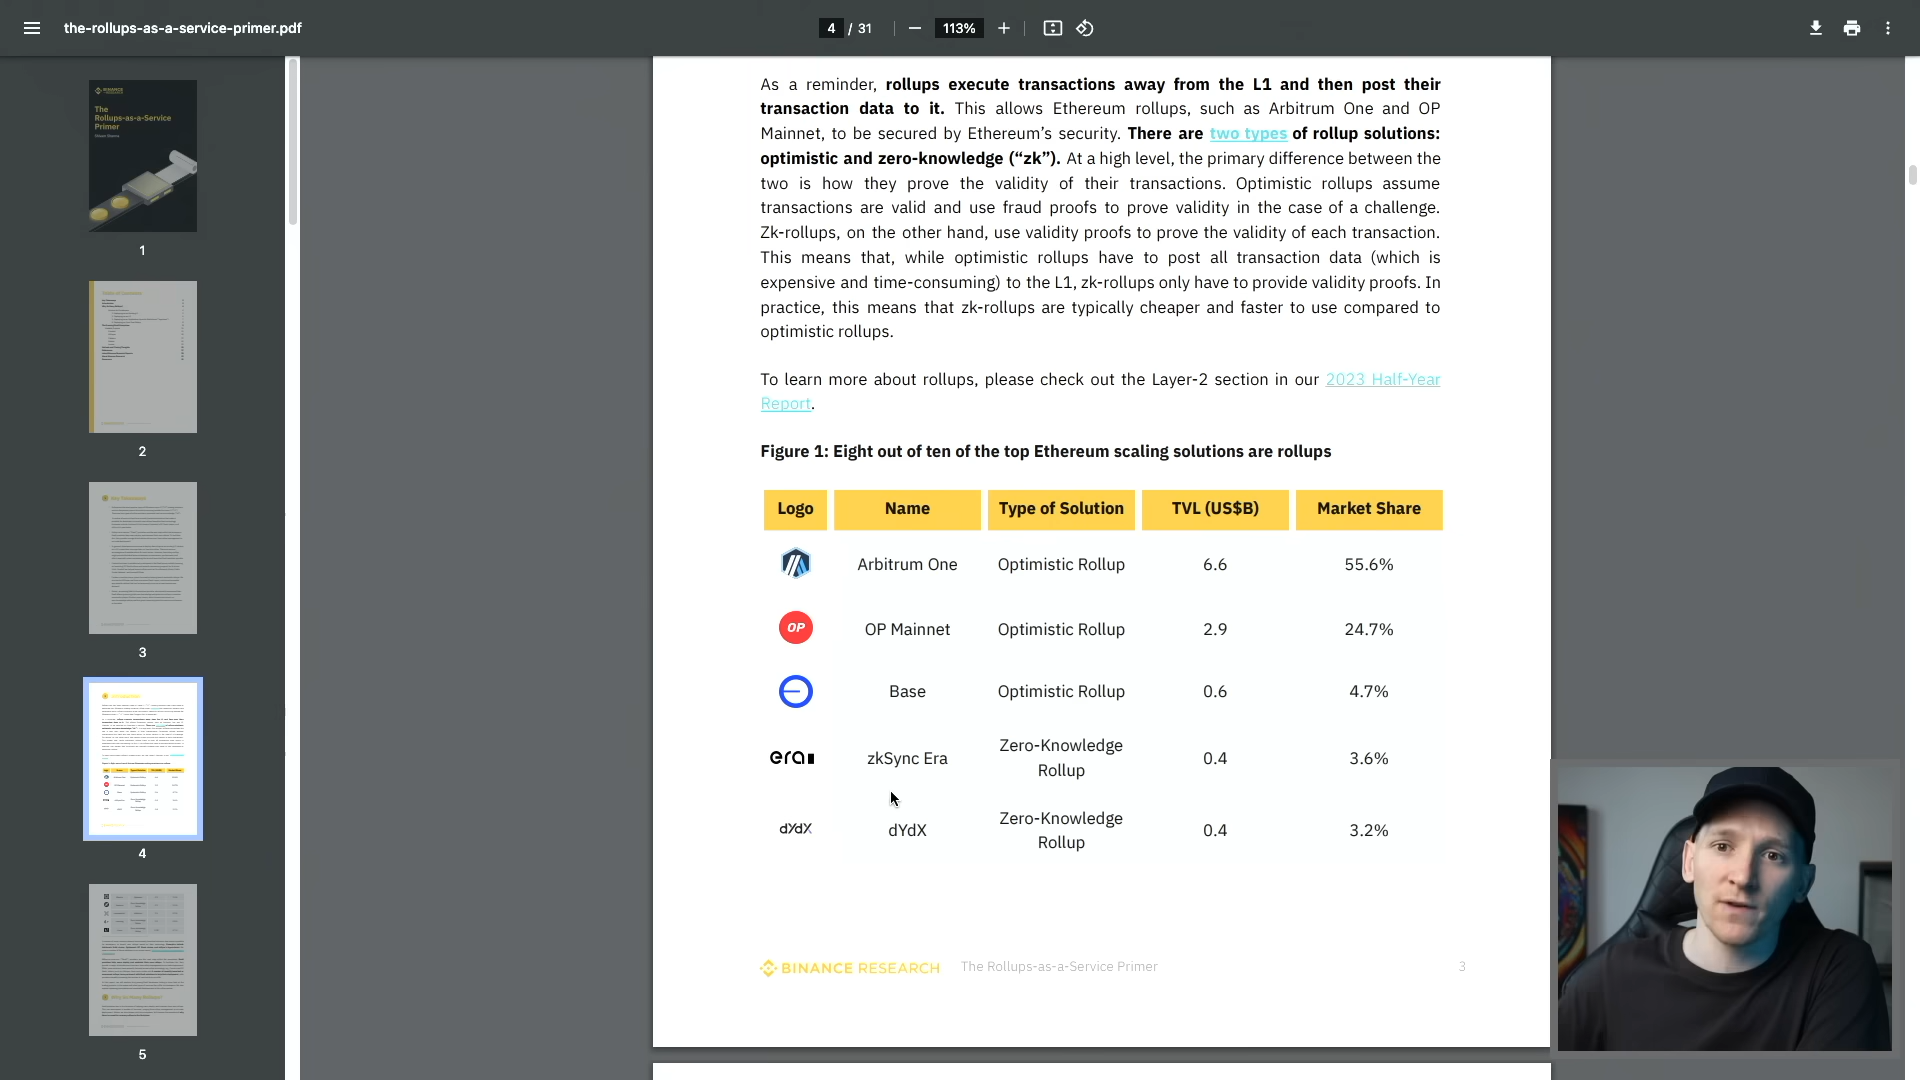 the-rollups-as-a-service-primer.pdf
4 / 31
113%
BINANCE RESEARCH
The
Rollups-as-a-Service
Primer
1
2
3
4
5
As a reminder, rollups execute transactions away from the L1 and then post their
transaction data to it. This allows Ethereum rollups, such as Arbitrum One and OP
Mainnet, to be secured by Ethereum’s security. There are two types of rollup solutions:
optimistic and zero-knowledge (“zk”). At a high level, the primary difference between the
two is how they prove the validity of their transactions. Optimistic rollups assume
transactions are valid and use fraud proofs to prove validity in the case of a challenge.
Zk-rollups, on the other hand, use validity proofs to prove the validity of each transaction.
This means that, while optimistic rollups have to post all transaction data (which is
expensive and time-consuming) to the L1, zk-rollups only have to provide validity proofs. In
practice, this means that zk-rollups are typically cheaper and faster to use compared to
optimistic rollups.
To learn more about rollups, please check out the Layer-2 section in our 2023 Half-Year
Report.
Figure 1: Eight out of ten of the top Ethereum scaling solutions are rollups
Logo Name Type of Solution TVL (US$B) Market Share
Arbitrum One Optimistic Rollup 6.6 55.6%
OP OP Mainnet Optimistic Rollup 2.9 24.7%
Base Optimistic Rollup 0.6 4.7%
era zkSync Era Zero-Knowledge
Rollup 0.4 3.6%
dYdX dYdX Zero-Knowledge
Rollup 0.4 3.2%
BINANCE RESEARCH The Rollups-as-a-Service Primer 3